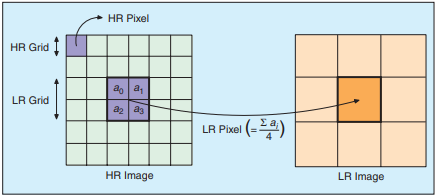 HR Pixel
HR Grid
LR Grid
a0 a1
a2 a3
LR Pixel (= Σ ai / 4)
HR Image
LR Image